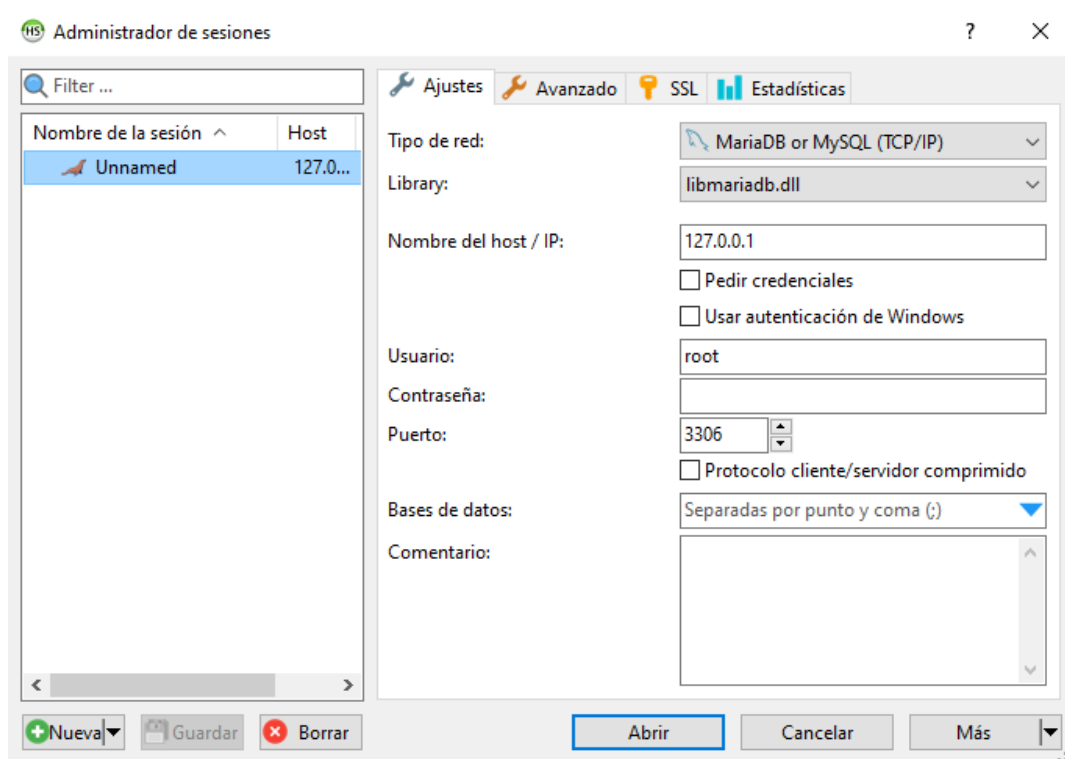 HS Administrador de sesiones ?
Filter ...
Nombre de la sesión Host
Unnamed 127.0...
Ajustes Avanzado SSL Estadísticas
Tipo de red: MariaDB or MySQL (TCP/IP)
Library: libmariadb.dll
Nombre del host / IP: 127.0.0.1
Pedir credenciales
Usar autenticación de Windows
Usuario: root
Contraseña:
Puerto: 3306
Protocolo cliente/servidor comprimido
Bases de datos: Separadas por punto y coma (;)
Comentario:
Nueva Guardar Borrar Abrir Cancelar Más